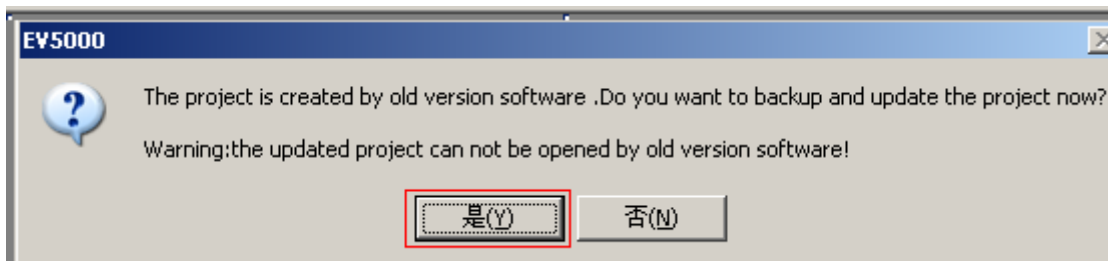 EV5000
The project is created by old version software .Do you want to backup and update the project now?
Warning:the updated project can not be opened by old version software!
是(Y) 否(N)